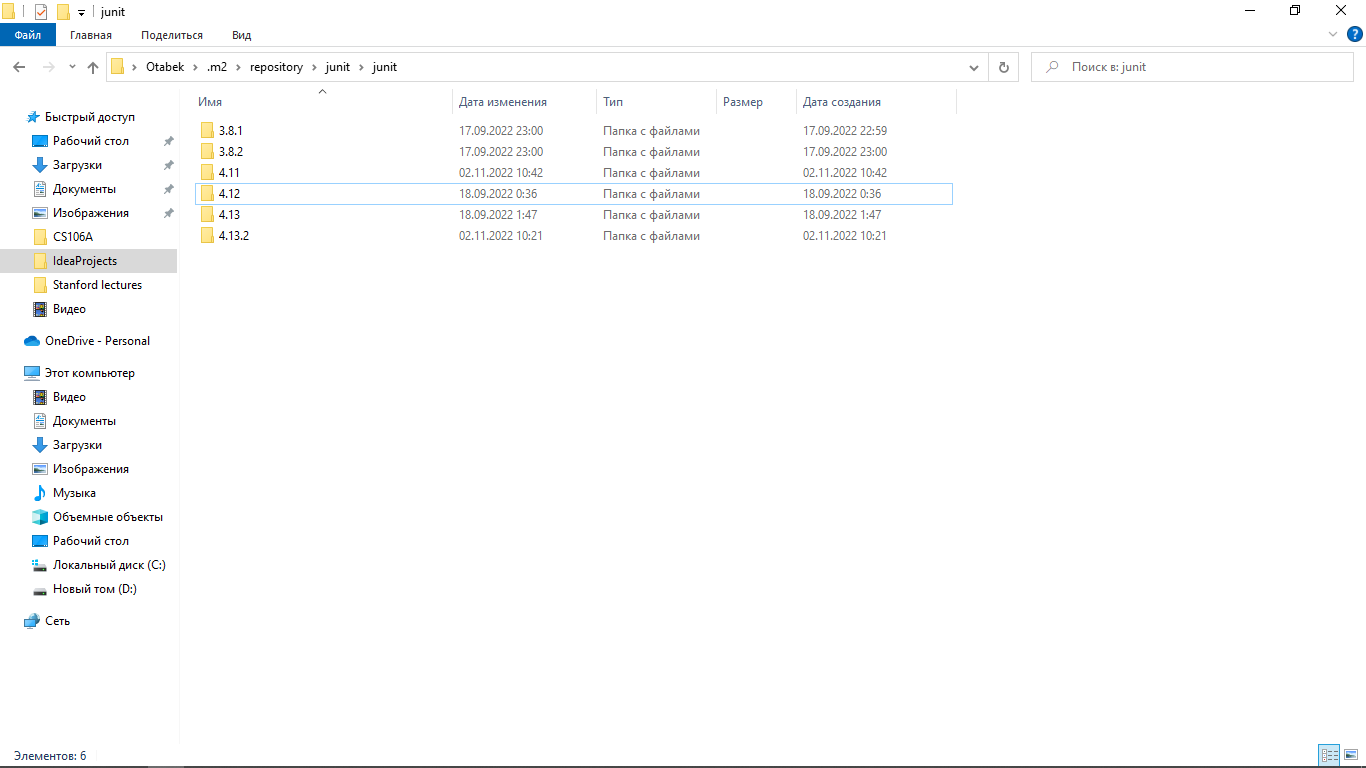 junit
Файл Главная Поделиться Вид
Otabek .m2 repository junit junit Поиск в: junit
Имя Дата изменения Тип Размер Дата создания
3.8.1 17.09.2022 23:00 Папка с файлами 17.09.2022 22:59
3.8.2 17.09.2022 23:00 Папка с файлами 17.09.2022 23:00
4.11 02.11.2022 10:42 Папка с файлами 02.11.2022 10:42
4.12 18.09.2022 0:36 Папка с файлами 18.09.2022 0:36
4.13 18.09.2022 1:47 Папка с файлами 18.09.2022 1:47
4.13.2 02.11.2022 10:21 Папка с файлами 02.11.2022 10:21
Быстрый доступ
Рабочий стол
Загрузки
Документы
Изображения
CS106A
IdeaProjects
Stanford lectures
Видео
OneDrive - Personal
Этот компьютер
Видео
Документы
Загрузки
Изображения
Музыка
Объемные объекты
Рабочий стол
Локальный диск (C:)
Новый том (D:)
Сеть
Элементов: 6